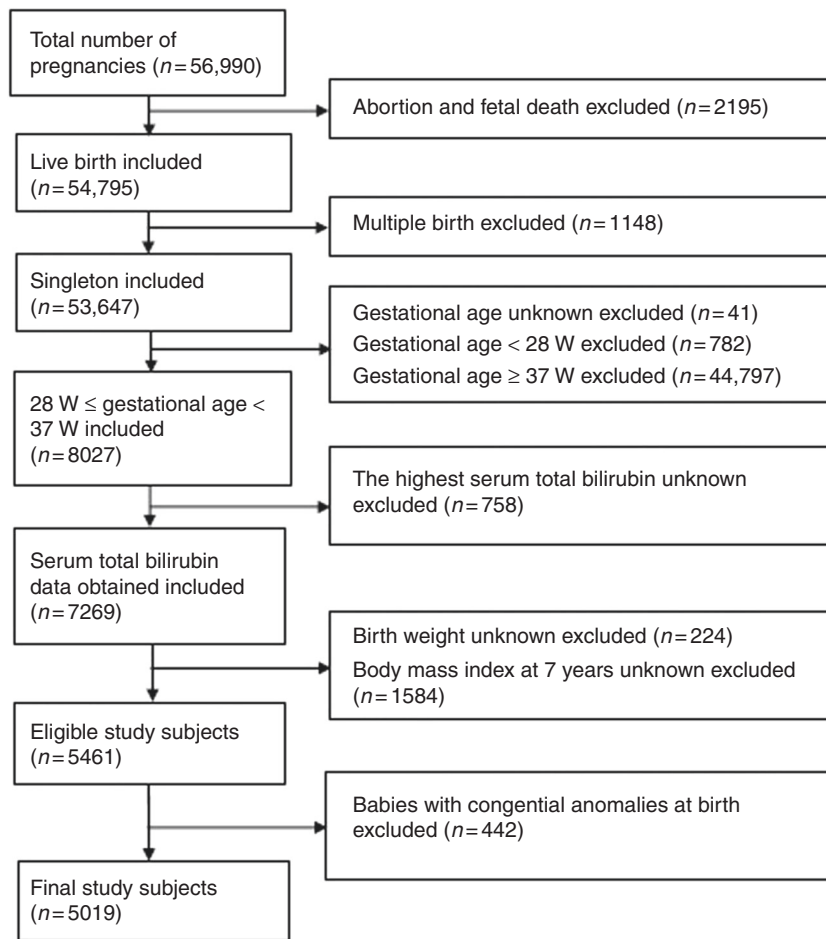 Total number of
pregnancies (n=56,990)
Abortion and fetal death excluded (n=2195)
Live birth included
(n=54,795)
Multiple birth excluded (n=1148)
Singleton included
(n=53,647)
Gestational age unknown excluded (n=41)
Gestational age < 28 W excluded (n=782)
Gestational age ≥ 37 W excluded (n=44,797)
28 W ≤ gestational age <
37 W included
(n=8027)
The highest serum total bilirubin unknown
excluded (n=758)
Serum total bilirubin
data obtained included
(n=7269)
Birth weight unknown excluded (n=224)
Body mass index at 7 years unknown excluded
(n=1584)
Eligible study subjects
(n=5461)
Babies with congential anomalies at birth
excluded (n=442)
Final study subjects
(n=5019)